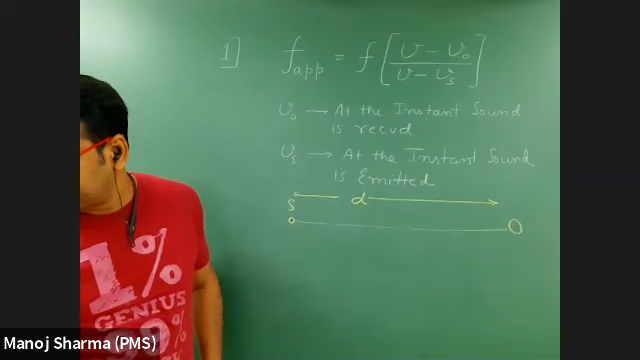 1] f_app = f [ (v - v_o) / (v - v_s) ]
v_o → At the Instant Sound
is recvd
v_s → At the Instant Sound
is Emitted
d
S
O
1%
GENIUS
99%
Manoj Sharma (PMS)